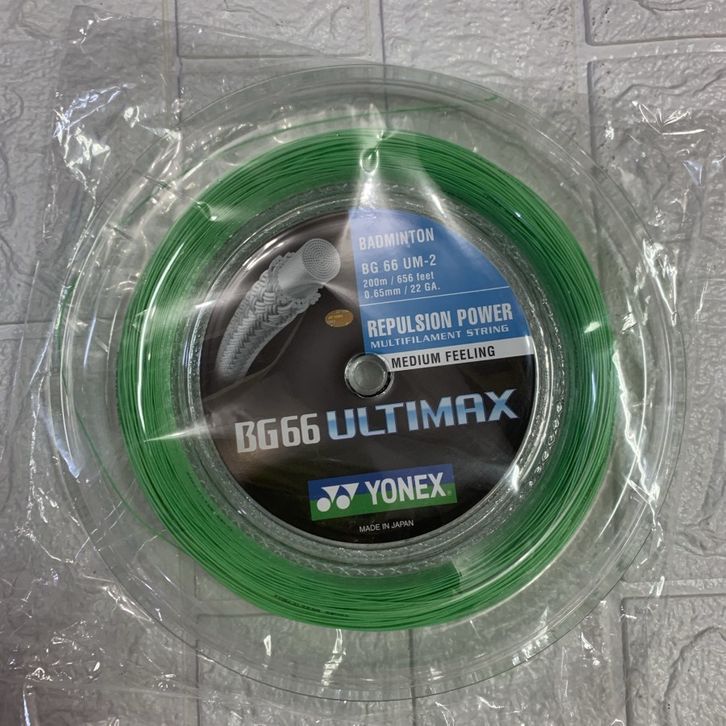 BADMINTON
BG 66 UM-2
200m / 656 feet
0.65mm / 22 GA.
REPULSION POWER
MULTIFILAMENT STRING
MEDIUM FEELING
BG66 ULTIMAX
YONEX®
MADE IN JAPAN